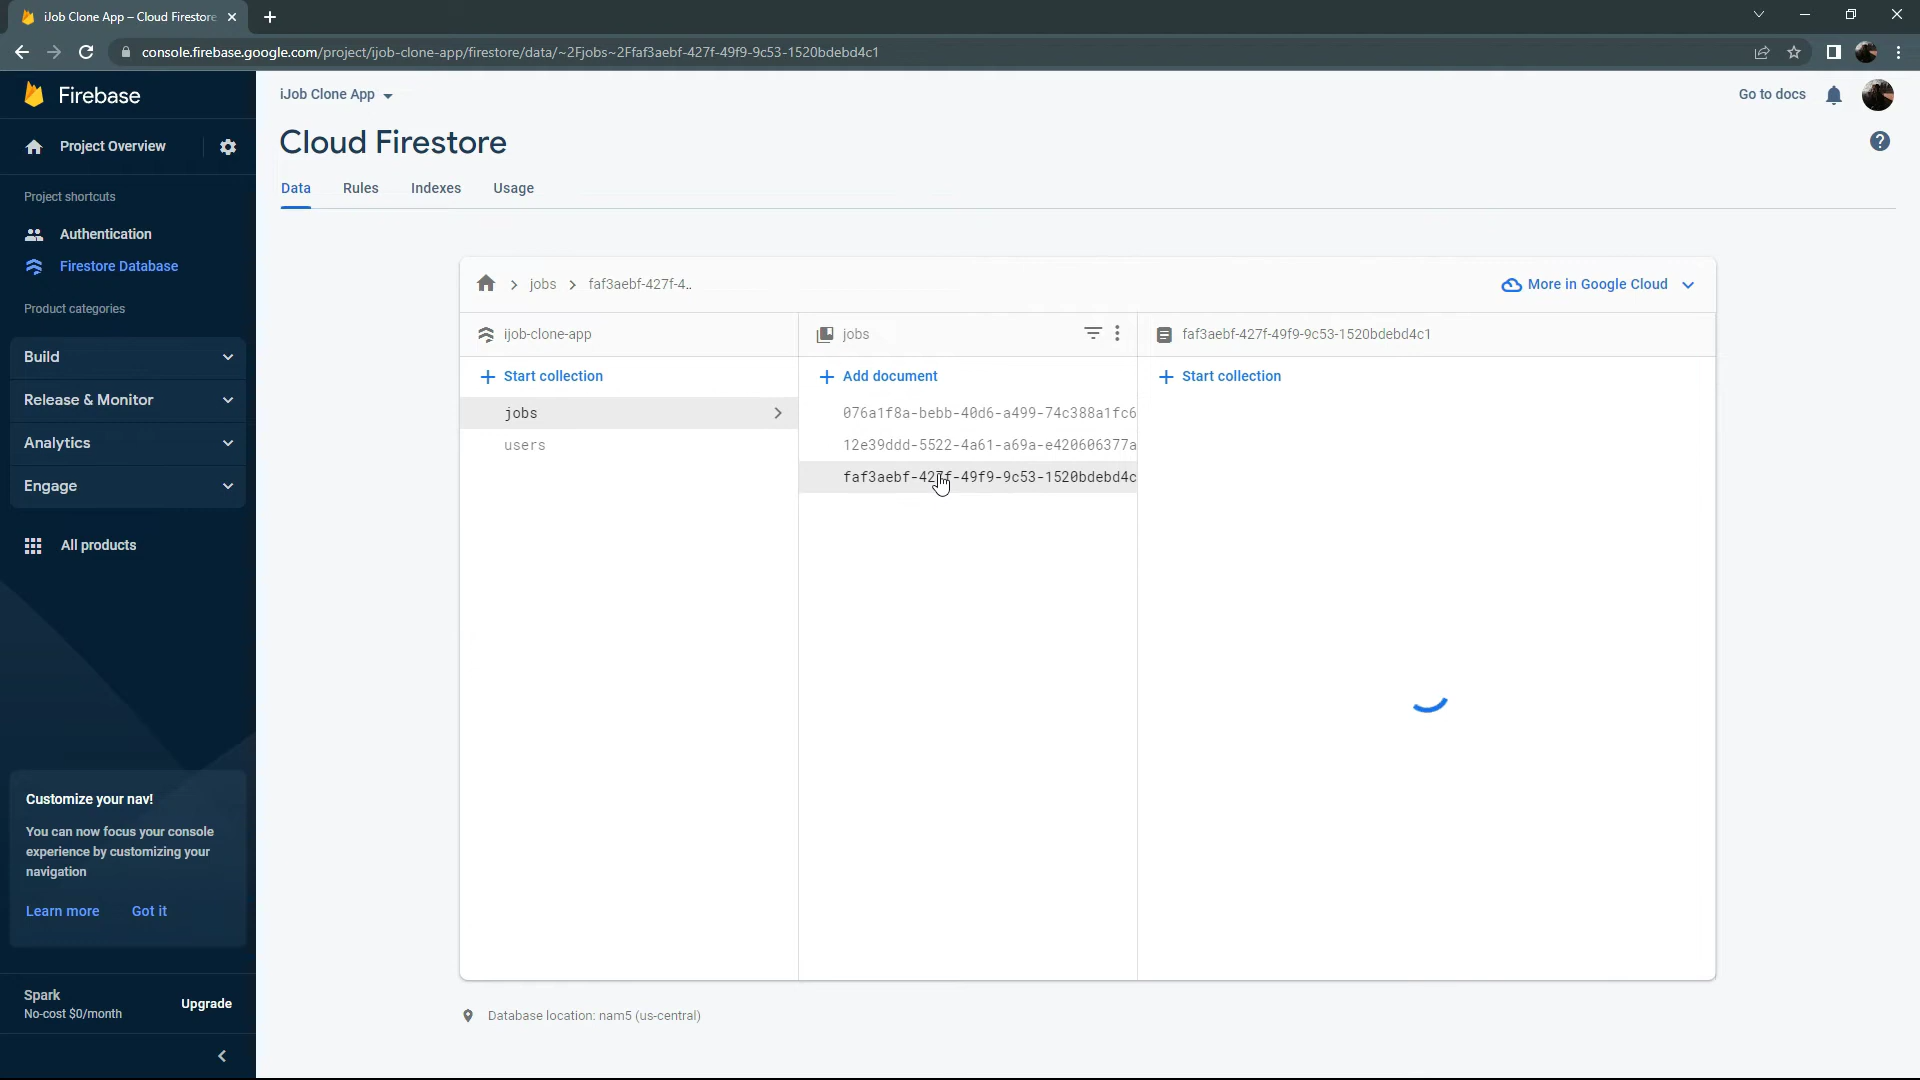 iJob Clone App – Cloud Firestore
console.firebase.google.com/project/ijob-clone-app/firestore/data/~2Fjobs~2Ffaf3aebf-427f-49f9-9c53-1520bdebd4c1
Firebase
Project Overview
Project shortcuts
Authentication
Firestore Database
Product categories
Build
Release & Monitor
Analytics
Engage
All products
Customize your nav!
You can now focus your console
experience by customizing your
navigation
Learn more Got it
Spark
No-cost $0/month
Upgrade
iJob Clone App
Go to docs
Cloud Firestore
Data Rules Indexes Usage
jobs faf3aebf-427f-4..
More in Google Cloud
ijob-clone-app
Start collection
jobs
users
jobs
Add document
076a1f8a-bebb-40d6-a499-74c388a1fc6
12e39ddd-5522-4a61-a69a-e420606377a
faf3aebf-427f-49f9-9c53-1520bdebd4c
faf3aebf-427f-49f9-9c53-1520bdebd4c1
Start collection
Database location: nam5 (us-central)